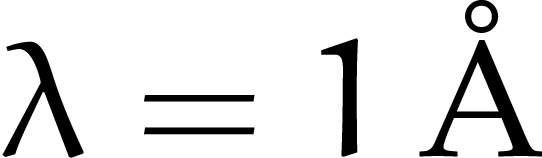 λ = 1 Å